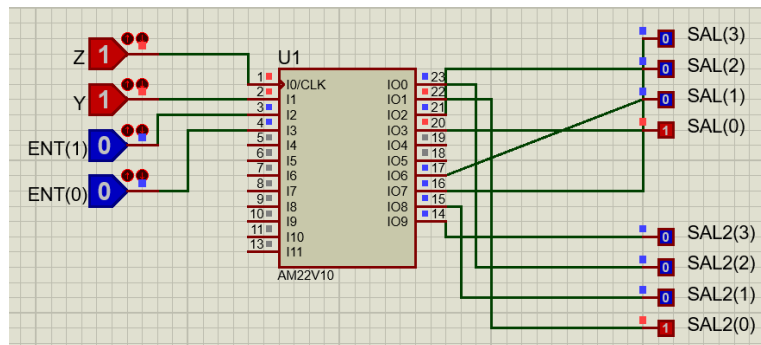 Z 1
Y 1
ENT(1) 0
ENT(0) 0
U1
1 I0/CLK IO0 23
2 I1 IO1 22
3 I2 IO2 21
4 I3 IO3 20
5 I4 IO4 19
6 I5 IO5 18
7 I6 IO6 17
8 I7 IO7 16
9 I8 IO8 15
10 I9 IO9 14
11 I10
13 I11
AM22V10
0 SAL(3)
0 SAL(2)
0 SAL(1)
1 SAL(0)
0 SAL2(3)
0 SAL2(2)
0 SAL2(1)
1 SAL2(0)